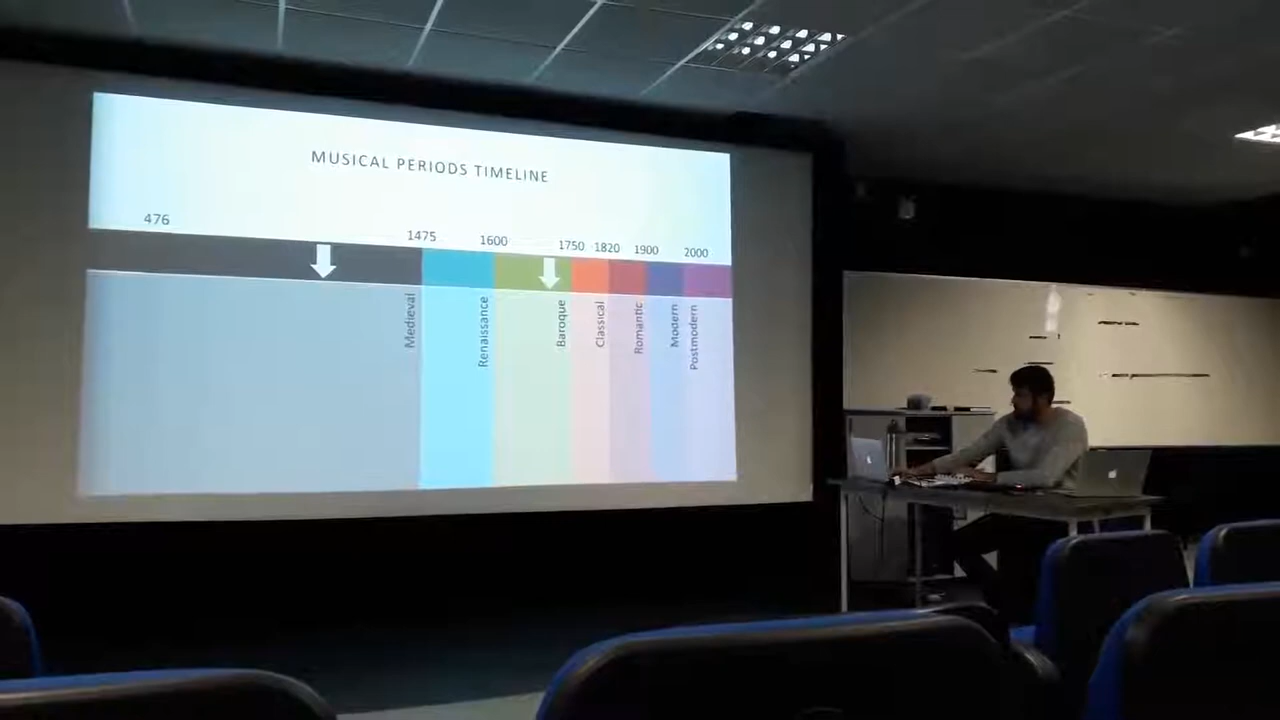 MUSICAL PERIODS TIMELINE
476
1475
1600
1750
1820
1900
2000
Medieval
Renaissance
Baroque
Classical
Romantic
Modern
Postmodern